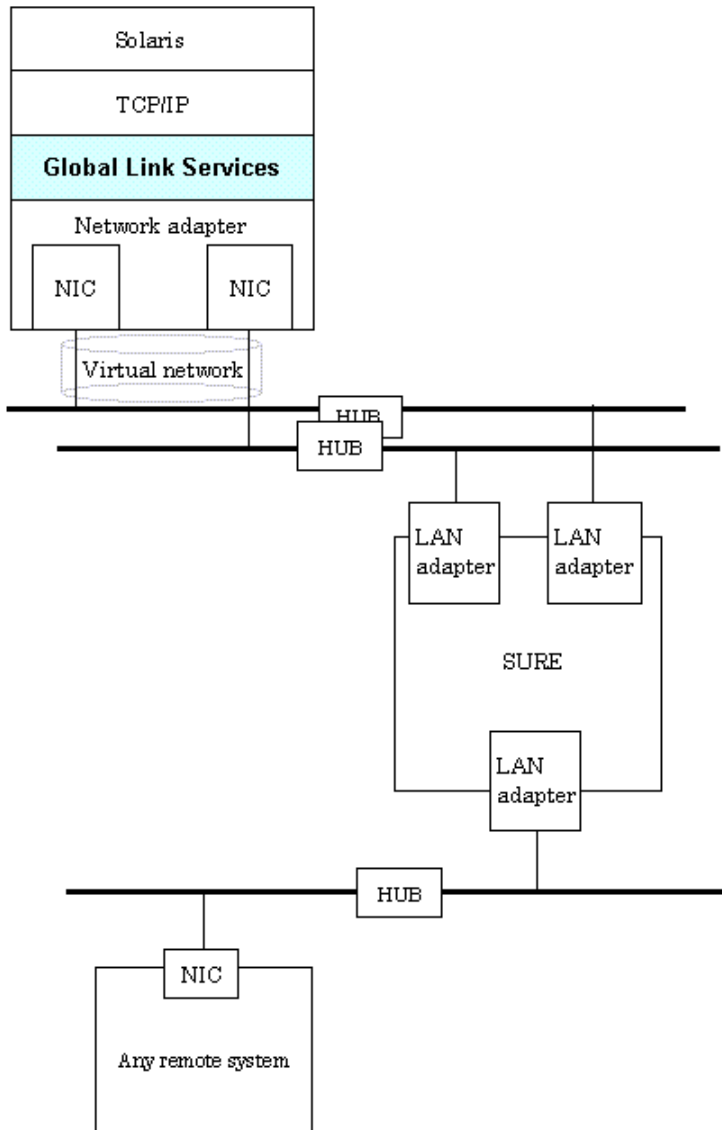 Solaris
TCP/IP
Global Link Services
Network adapter
NIC
NIC
Virtual network
HUB
HUB
LAN
adapter
LAN
adapter
SURE
LAN
adapter
HUB
NIC
Any remote system